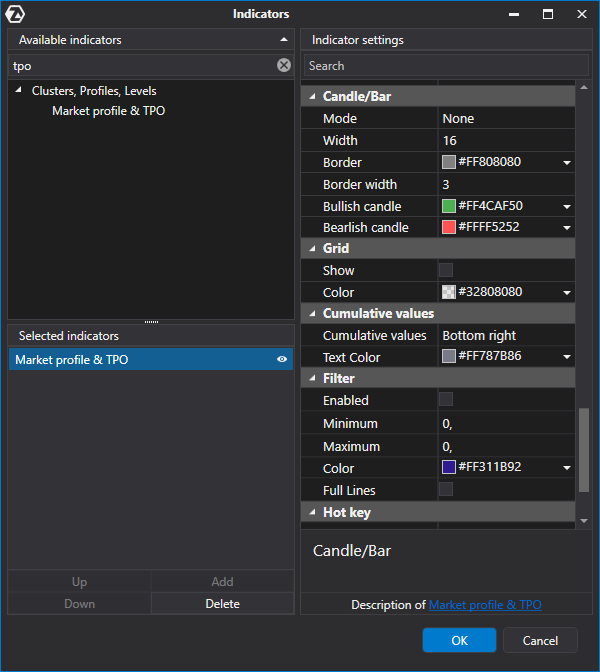 Indicators
Available indicators
tpo
Clusters, Profiles, Levels
Market profile & TPO
Selected indicators
Market profile & TPO
Up
Add
Down
Delete
Indicator settings
Search
Candle/Bar
Mode None
Width 16
Border #FF808080
Border width 3
Bullish candle #FF4CAF50
Bearlish candle #FFFF5252
Grid
Show
Color #32808080
Cumulative values
Cumulative values Bottom right
Text Color #FF787B86
Filter
Enabled
Minimum 0,
Maximum 0,
Color #FF311B92
Full Lines
Hot key
Candle/Bar
Description of Market profile & TPO
OK
Cancel